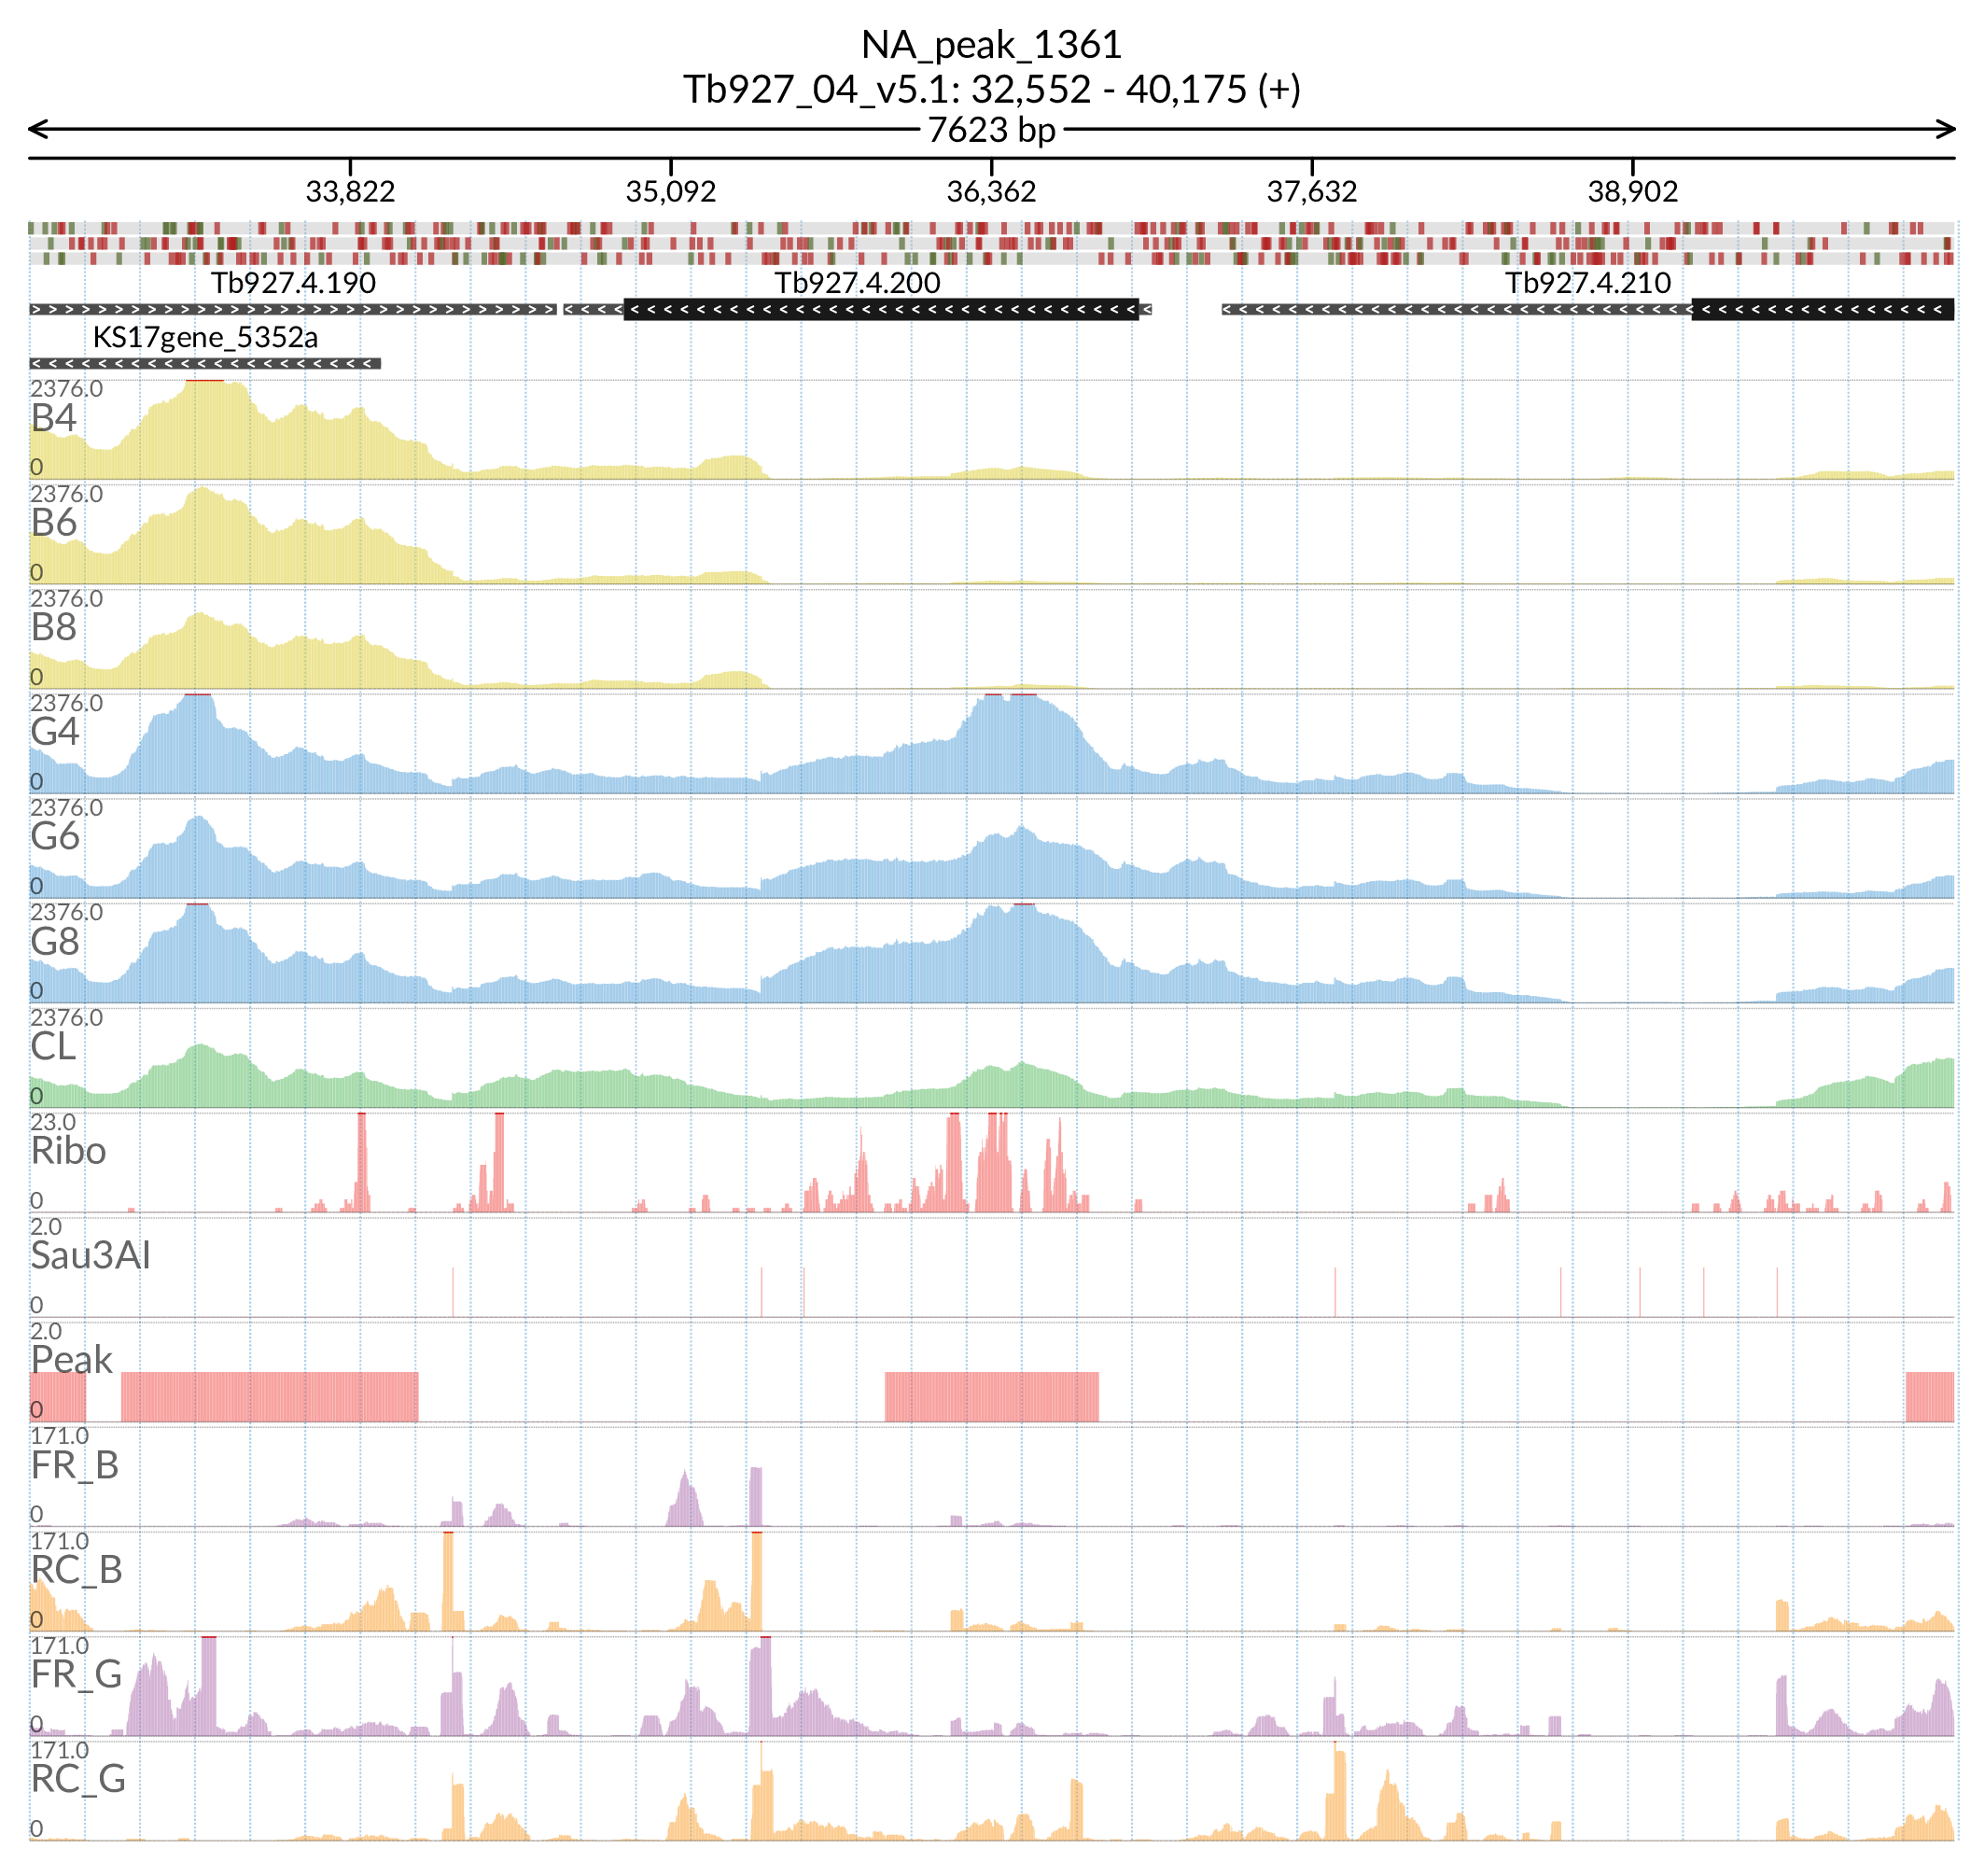 NA_peak_1361
Tb927_04_v5.1: 32,552 - 40,175 (+)
7623 bp
33,822 35,092 36,362 37,632 38,902
Tb927.4.190 Tb927.4.200 Tb927.4.210
KS17gene_5352a
2376.0
B4
0
2376.0
B6
0
2376.0
B8
0
2376.0
G4
0
2376.0
G6
0
2376.0
G8
0
2376.0
CL
0
23.0
Ribo
0
2.0
Sau3AI
0
2.0
Peak
0
171.0
FR_B
0
171.0
RC_B
0
171.0
FR_G
0
171.0
RC_G
0